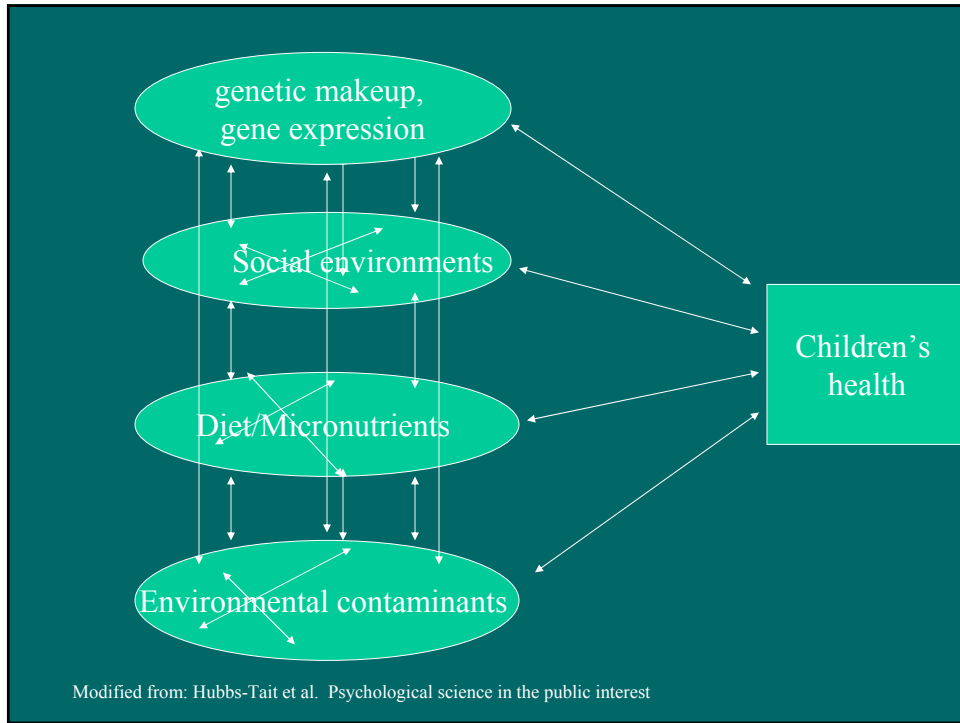 genetic makeup,
gene expression
Social environments
Children’s
health
Diet/Micronutrients
Environmental contaminants
Modified from: Hubbs-Tait et al.  Psychological science in the public interest